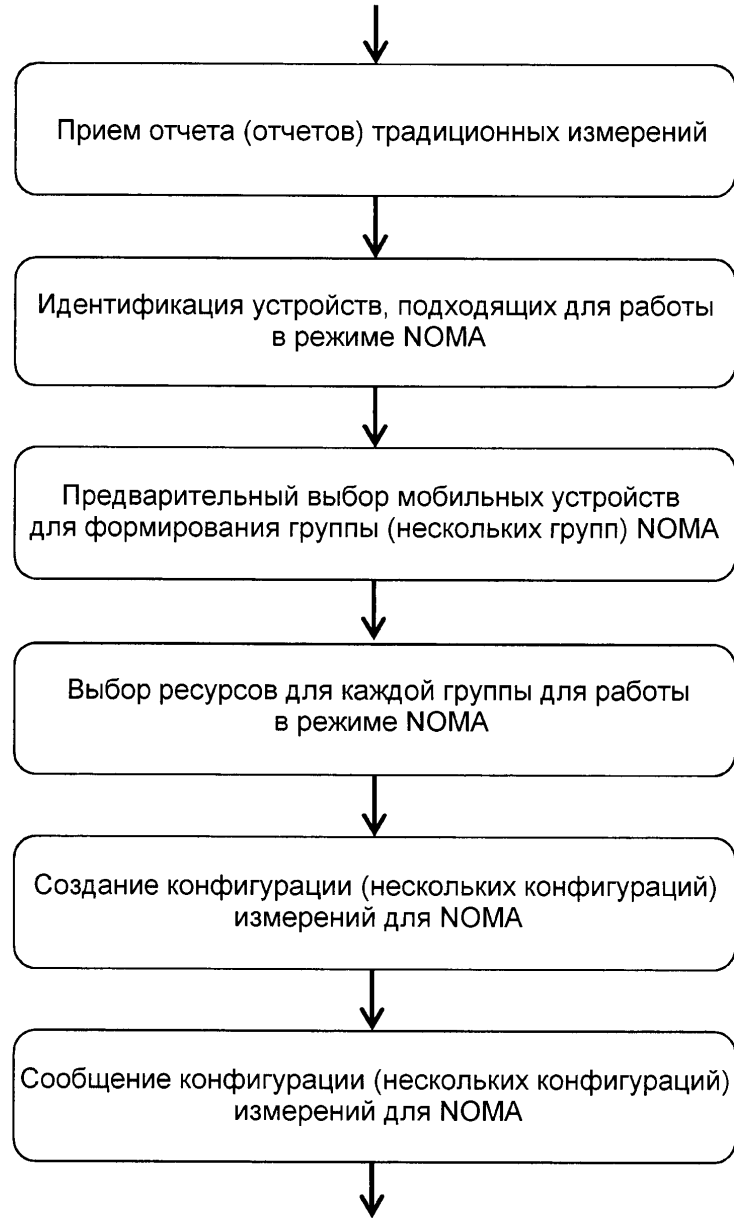 Прием отчета (отчетов) традиционных измерений
Идентификация устройств, подходящих для работы
в режиме NOMA
Предварительный выбор мобильных устройств
для формирования группы (нескольких групп) NOMA
Выбор ресурсов для каждой группы для работы
в режиме NOMA
Создание конфигурации (нескольких конфигураций)
измерений для NOMA
Сообщение конфигурации (нескольких конфигураций)
измерений для NOMA